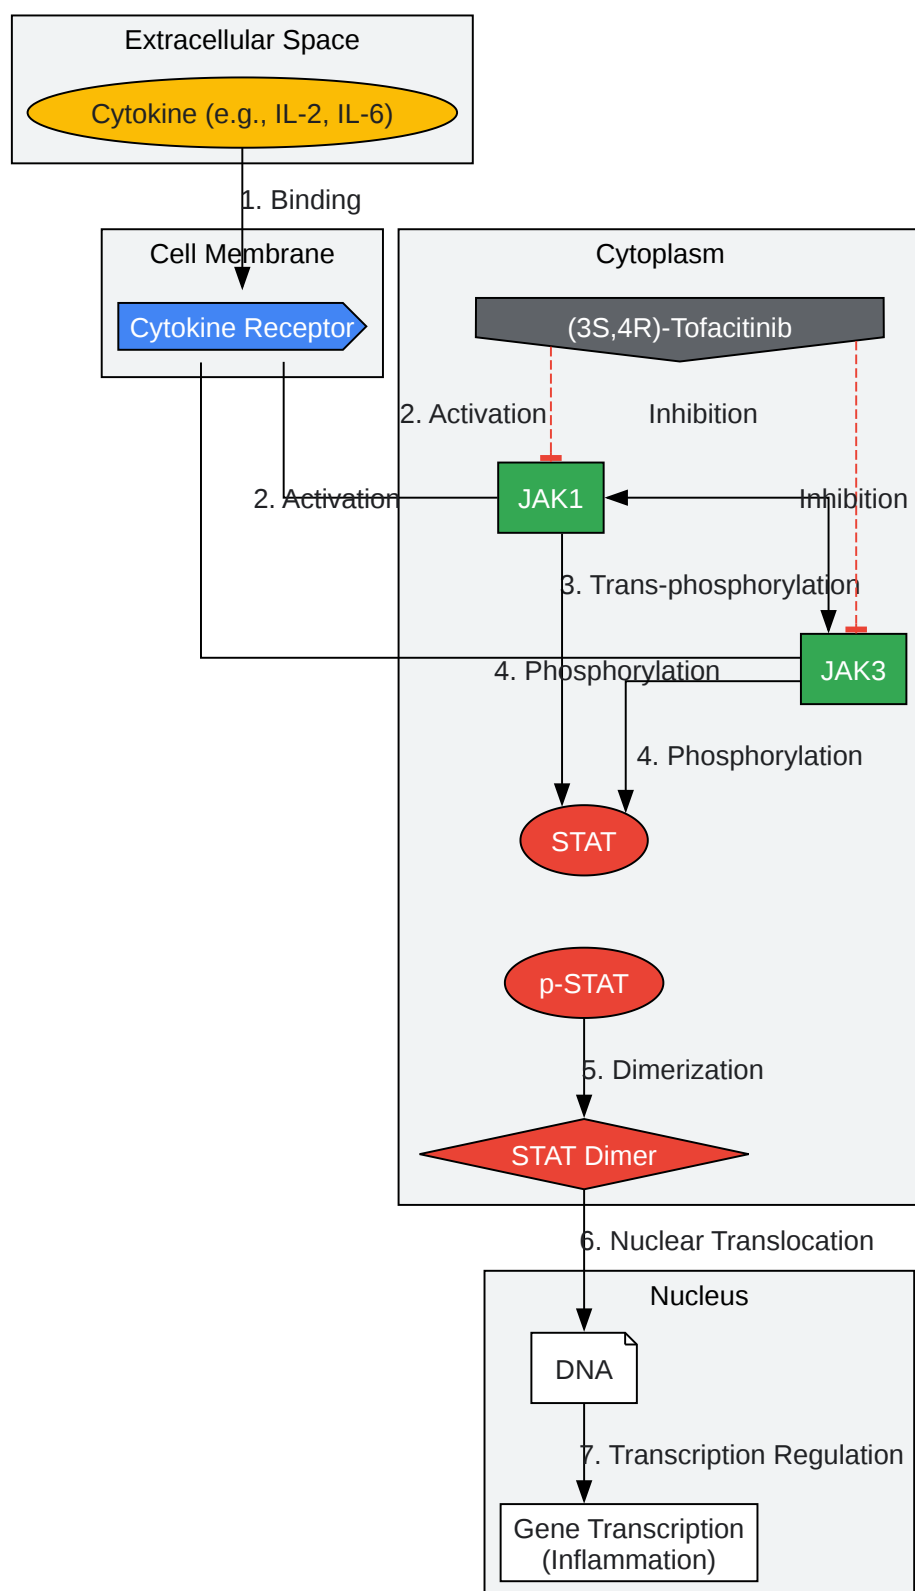 Extracellular Space
Cytokine (e.g., IL-2, IL-6)
1. Binding
Cell Membrane
Cytokine Receptor
Cytoplasm
(3S,4R)-Tofacitinib
2. Activation
Inhibition
2. Activation
JAK1
Inhibition
3. Trans-phosphorylation
4. Phosphorylation
JAK3
4. Phosphorylation
STAT
p-STAT
5. Dimerization
STAT Dimer
6. Nuclear Translocation
Nucleus
DNA
7. Transcription Regulation
Gene Transcription
(Inflammation)